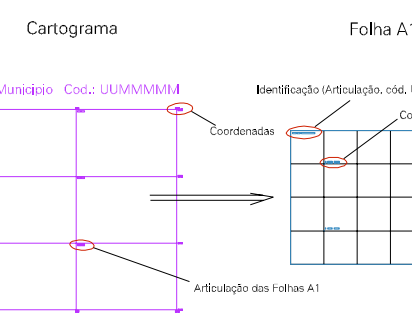 Cartograma
Folha A1
Município Cod.: UUMMMMM
Identificação (Articulação, cód.
Coordenadas
Articulação das Folhas A1